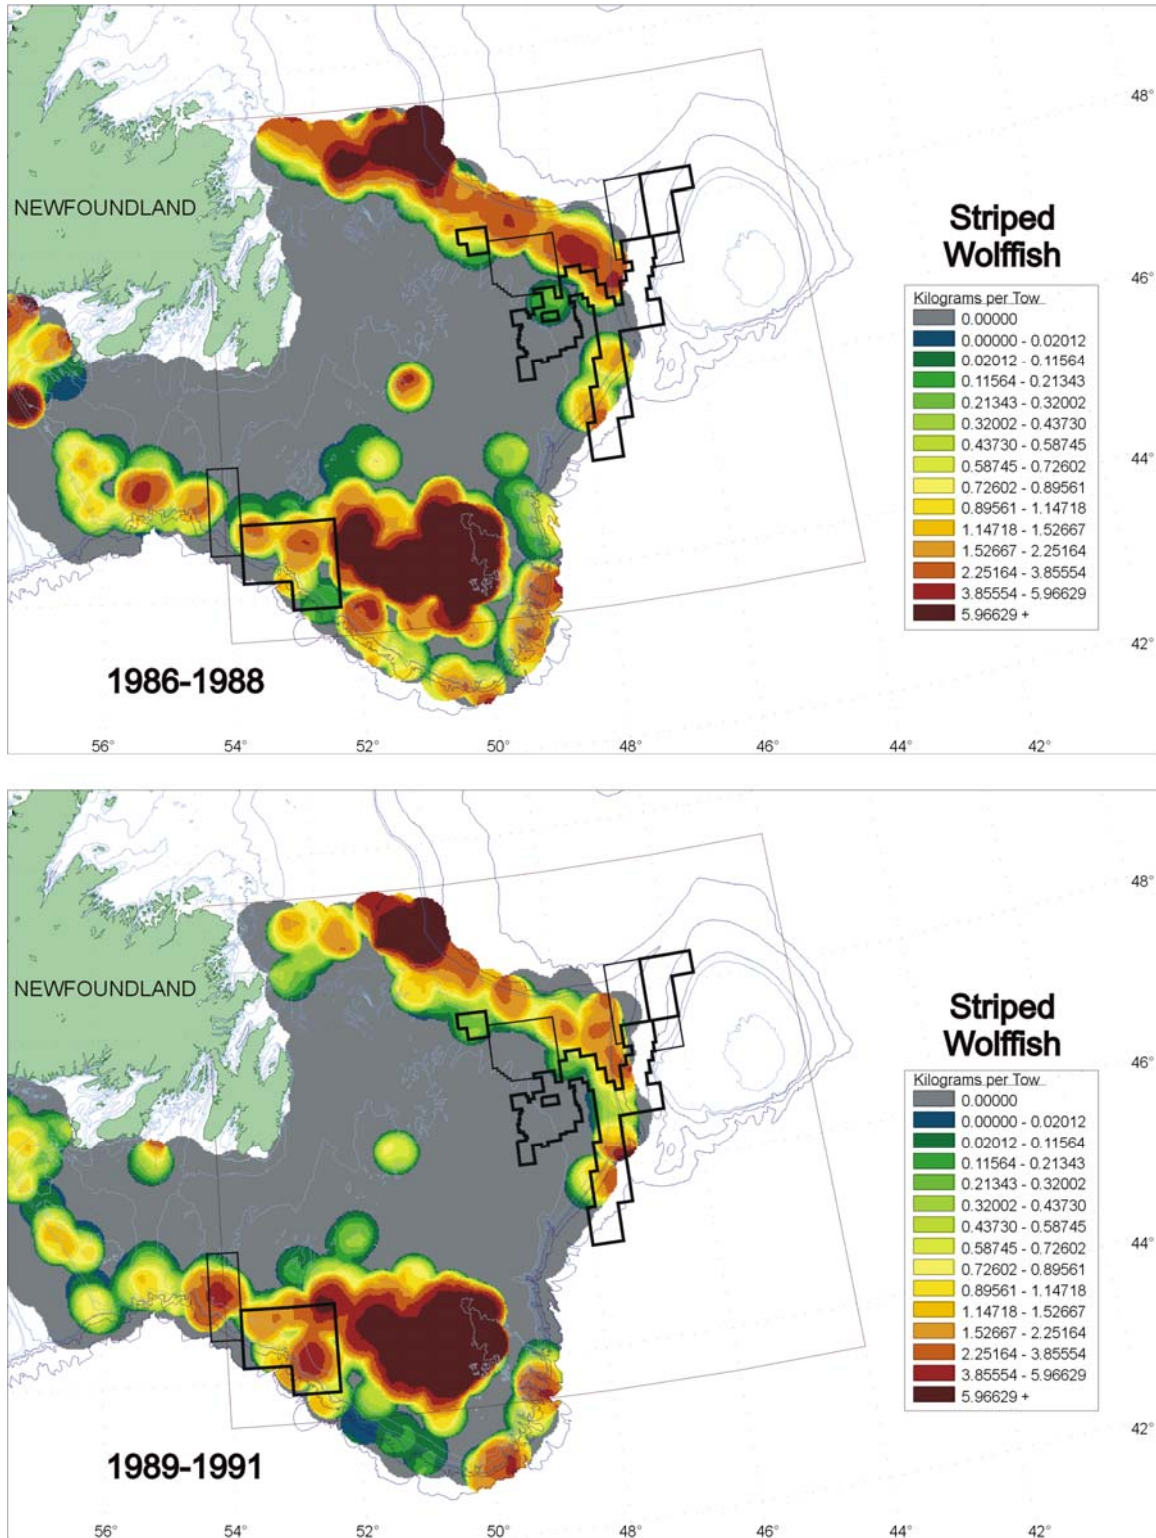 48°
NEWFOUNDLAND
Striped
Wolffish
46°
Kilograms per Tow
0.00000
0.00000 - 0.02012
0.02012 - 0.11564
0.11564 - 0.21343
0.21343 - 0.32002
0.32002 - 0.43730
0.43730 - 0.58745
0.58745 - 0.72602
0.72602 - 0.89561
0.89561 - 1.14718
1.14718 - 1.52667
1.52667 - 2.25164
2.25164 - 3.85554
3.85554 - 5.96629
5.96629 +
44°
42°
1986-1988
56°
54°
52°
50°
48°
46°
44°
42°
48°
NEWFOUNDLAND
Striped
Wolffish
46°
Kilograms per Tow
0.00000
0.00000 - 0.02012
0.02012 - 0.11564
0.11564 - 0.21343
0.21343 - 0.32002
0.32002 - 0.43730
0.43730 - 0.58745
0.58745 - 0.72602
0.72602 - 0.89561
0.89561 - 1.14718
1.14718 - 1.52667
1.52667 - 2.25164
2.25164 - 3.85554
3.85554 - 5.96629
5.96629 +
44°
42°
1989-1991
56°
54°
52°
50°
48°
46°
44°
42°